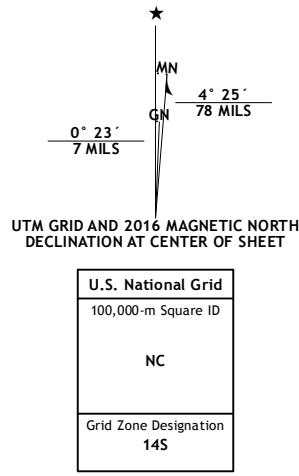 ★
MN
GN
4° 25´
78 MILS
0° 23´
7 MILS
UTM GRID AND 2016 MAGNETIC NORTH
DECLINATION AT CENTER OF SHEET
U.S. National Grid
100,000-m Square ID
NC
Grid Zone Designation
14S